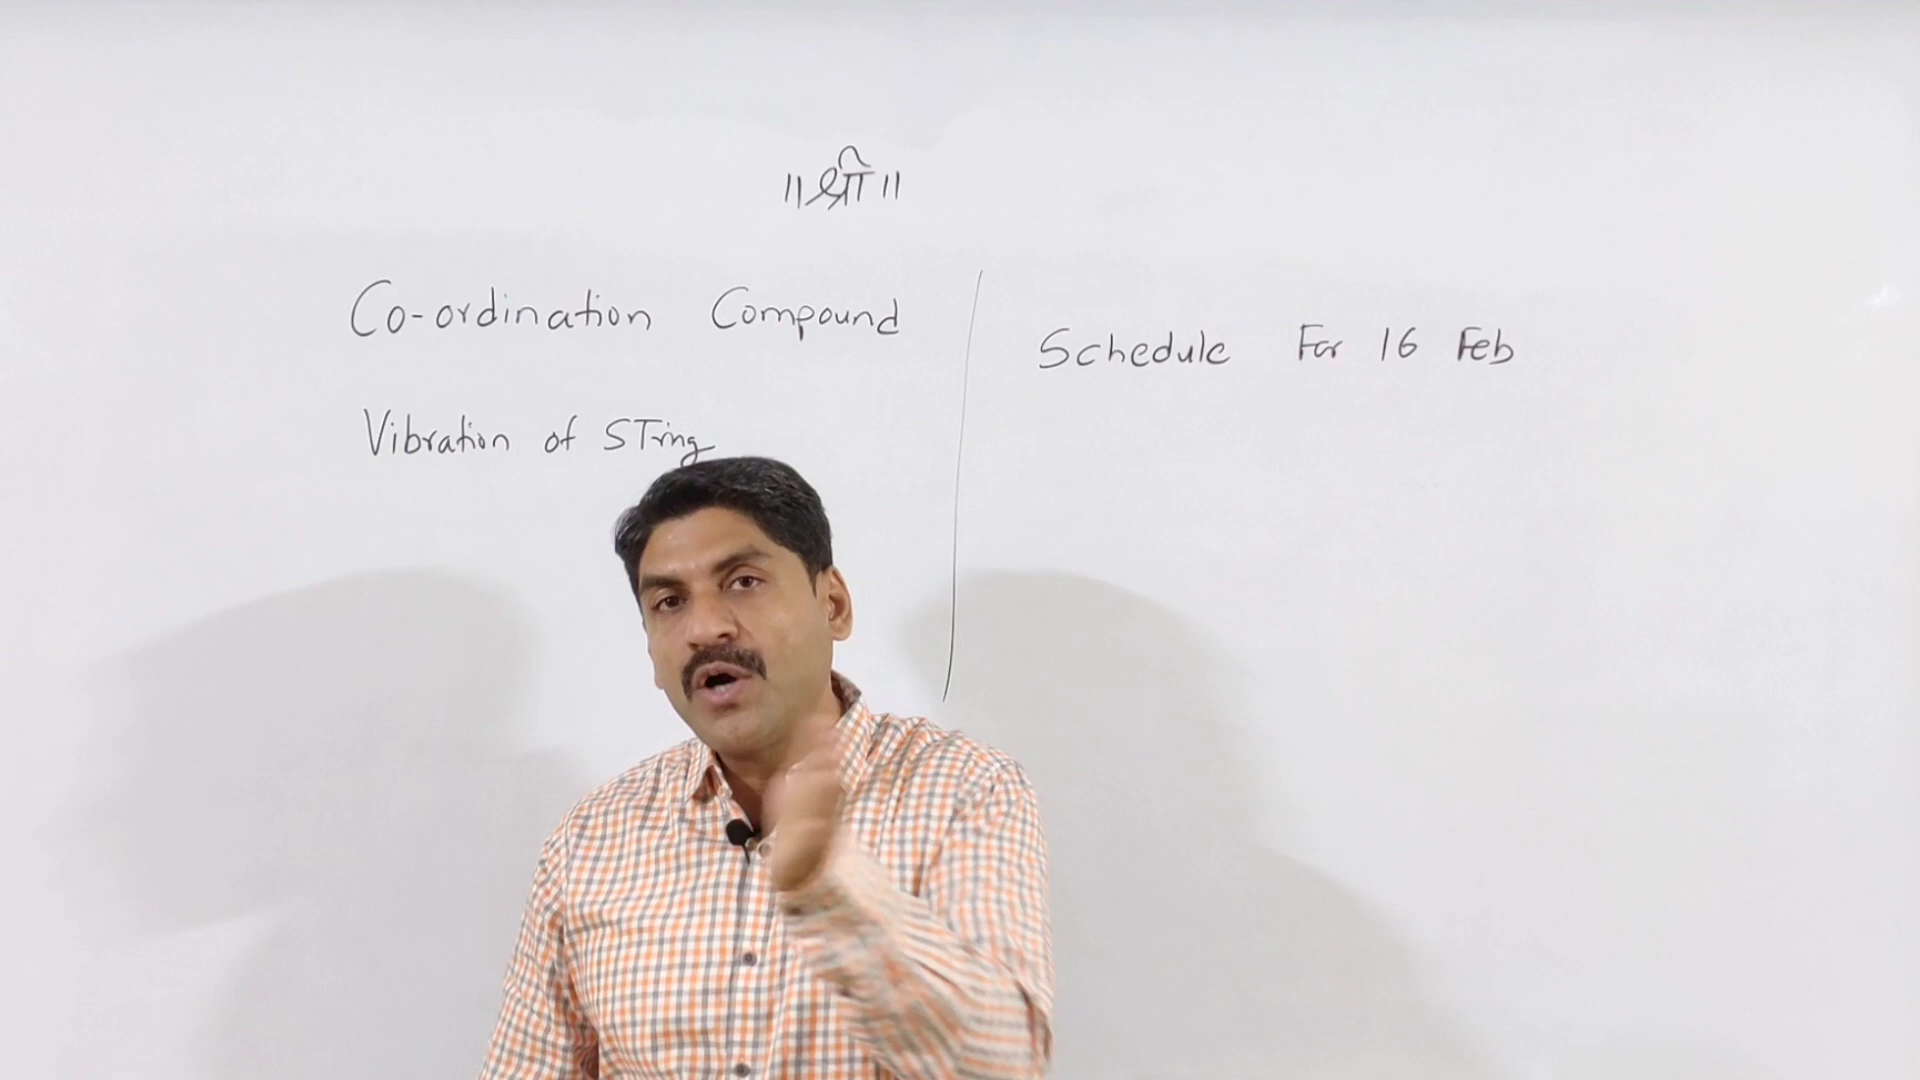 ॥श्री॥
Co-ordination Compound
Vibration of STring
Schedule For 16 Feb